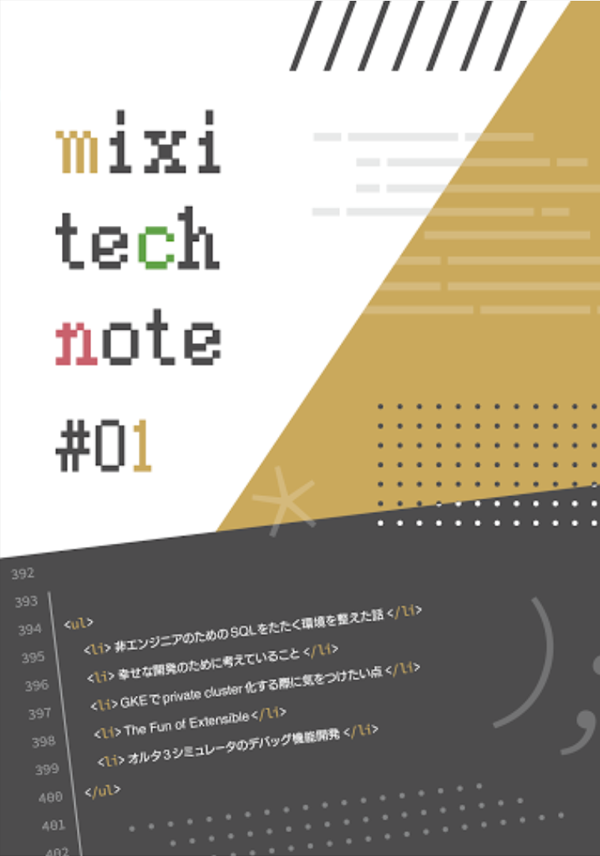 mixi
tech
note
#01
392
393
394 <ul>
395 <li> 非エンジニアのためのSQLをたたく環境を整えた話 </li>
396 <li> 幸せな開発のために考えていること </li>
397 <li> GKEでprivate cluster化する際に気をつけたい点 </li>
398 <li> The Fun of Extensible </li>
399 <li> オルタ3シミュレータのデバッグ機能開発 </li>
400 </ul>
401
402
*
);